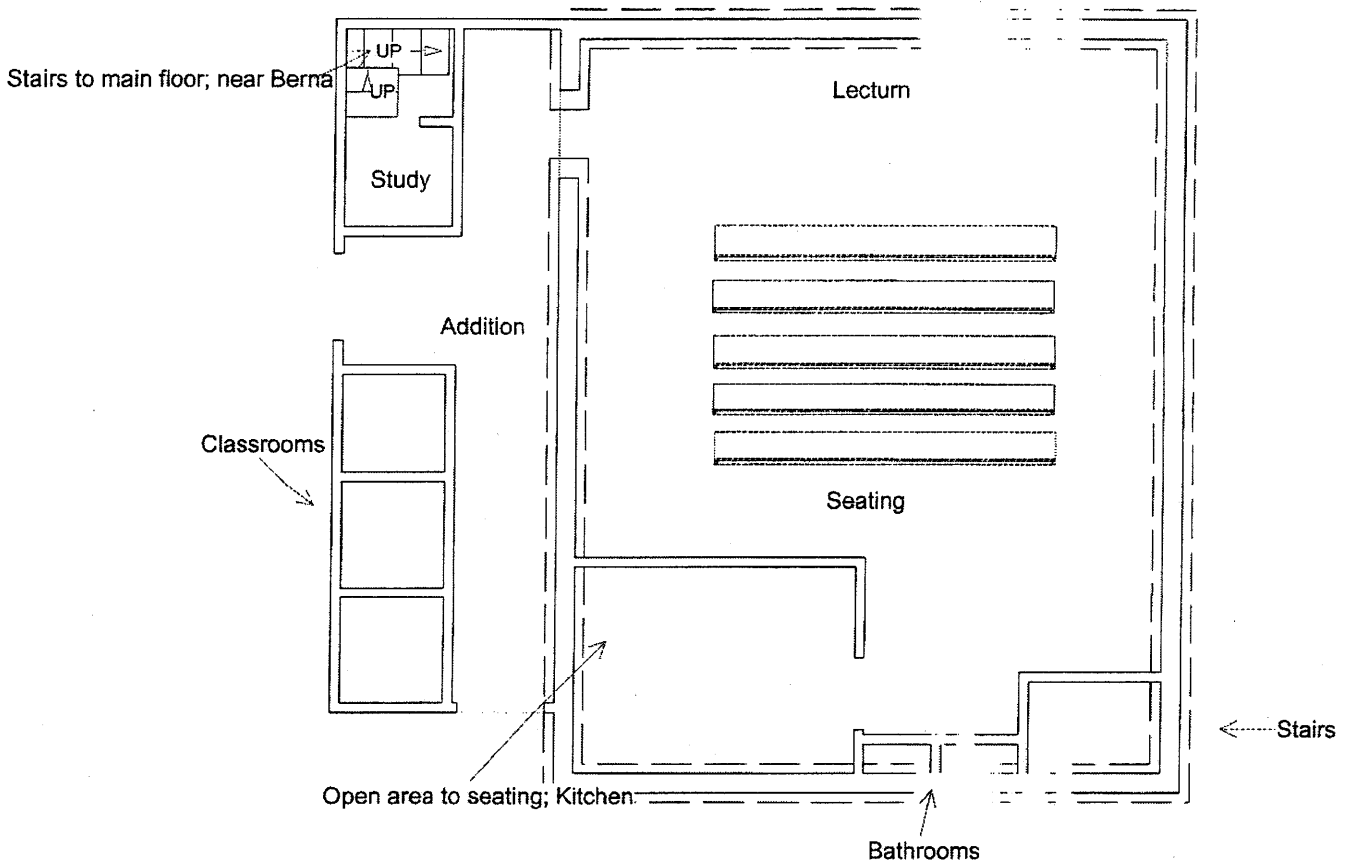 UP
Stairs to main floor; near Berna
UP
Lecturn
Study
Addition
Classrooms
Seating
Stairs
Open area to seating; Kitchen
Bathrooms